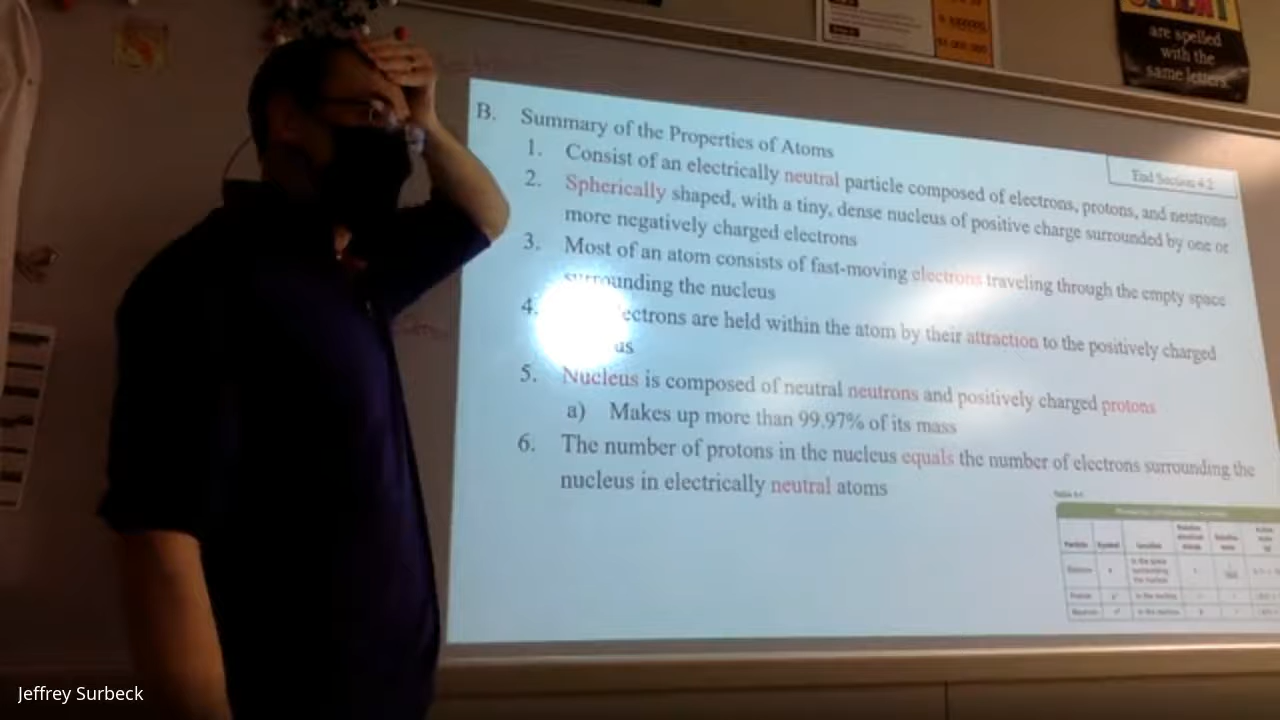 are spelled
with the
same letters
B. Summary of the Properties of Atoms
End Section 4.2
1. Consist of an electrically neutral particle composed of electrons, protons, and neutrons
2. Spherically shaped, with a tiny, dense nucleus of positive charge surrounded by one or
more negatively charged electrons
3. Most of an atom consists of fast-moving electrons traveling through the empty space
surrounding the nucleus
4. ectrons are held within the atom by their attraction to the positively charged
us
5. Nucleus is composed of neutral neutrons and positively charged protons
a) Makes up more than 99.97% of its mass
6. The number of protons in the nucleus equals the number of electrons surrounding the
nucleus in electrically neutral atoms
Particle
Jeffrey Surbeck